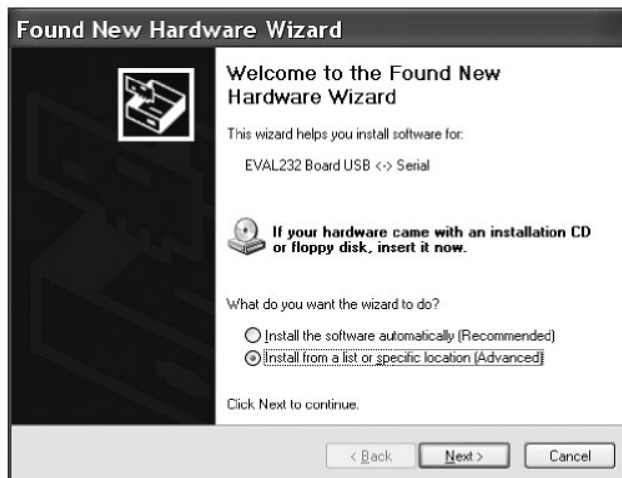 Found New Hardware Wizard
Welcome to the Found New
Hardware Wizard
This wizard helps you install software for:
EVAL232 Board USB <-> Serial
If your hardware came with an installation CD
or floppy disk, insert it now.
What do you want the wizard to do?
Install the software automatically (Recommended)
Install from a list or specific location (Advanced)
Click Next to continue.
< Back
Next >
Cancel